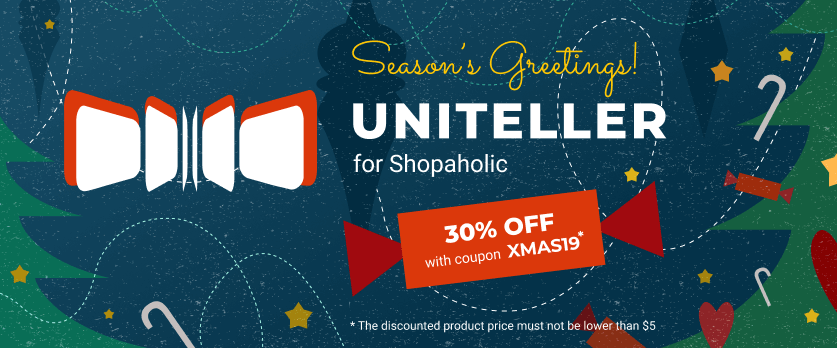 Season's Greetings!
UNITELLER
for Shopaholic
30% OFF
with coupon XMAS19*
* The discounted product price must not be lower than $5